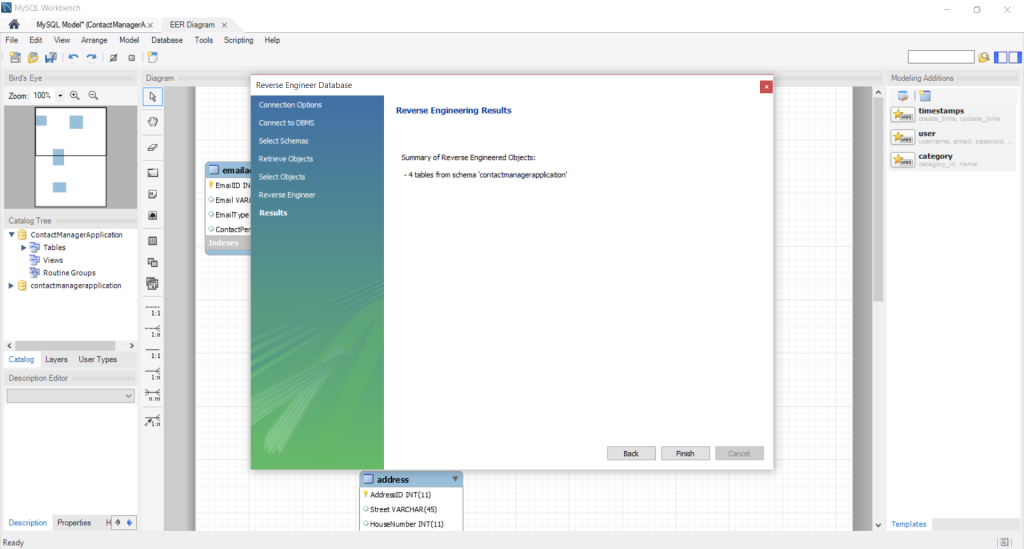 MySQL Workbench
MySQL Model* (ContactManagerA.x
EER Diagram
File Edit View Arrange Model Database Tools Scripting Help
Bird's Eye
Zoom: 100%
Catalog Tree
ContactManagerApplication
Tables
Views
Routine Groups
contactmanagerapplication
Catalog Layers User Types
Description Editor
Description Properties H
Ready
Diagram
1:1
1:n
1:1
1:n
n:m
1:n
EmailID IN
Email VAR
EmailType
ContactPer
Indexes
Reverse Engineer Database
Connection Options
Connect to DBMS
Select Schemas
Retrieve Objects
Select Objects
Reverse Engineer
Results
Reverse Engineering Results
Summary of Reverse Engineered Objects:
- 4 tables from schema 'contactmanagerapplication'
Back Finish Cancel
address
AddressID INT(11)
Street VARCHAR(45)
HouseNumber INT(11)
Modeling Additions
timestamps
create_time, update_time
user
username, email, password, ...
category
category_id, name
Templates